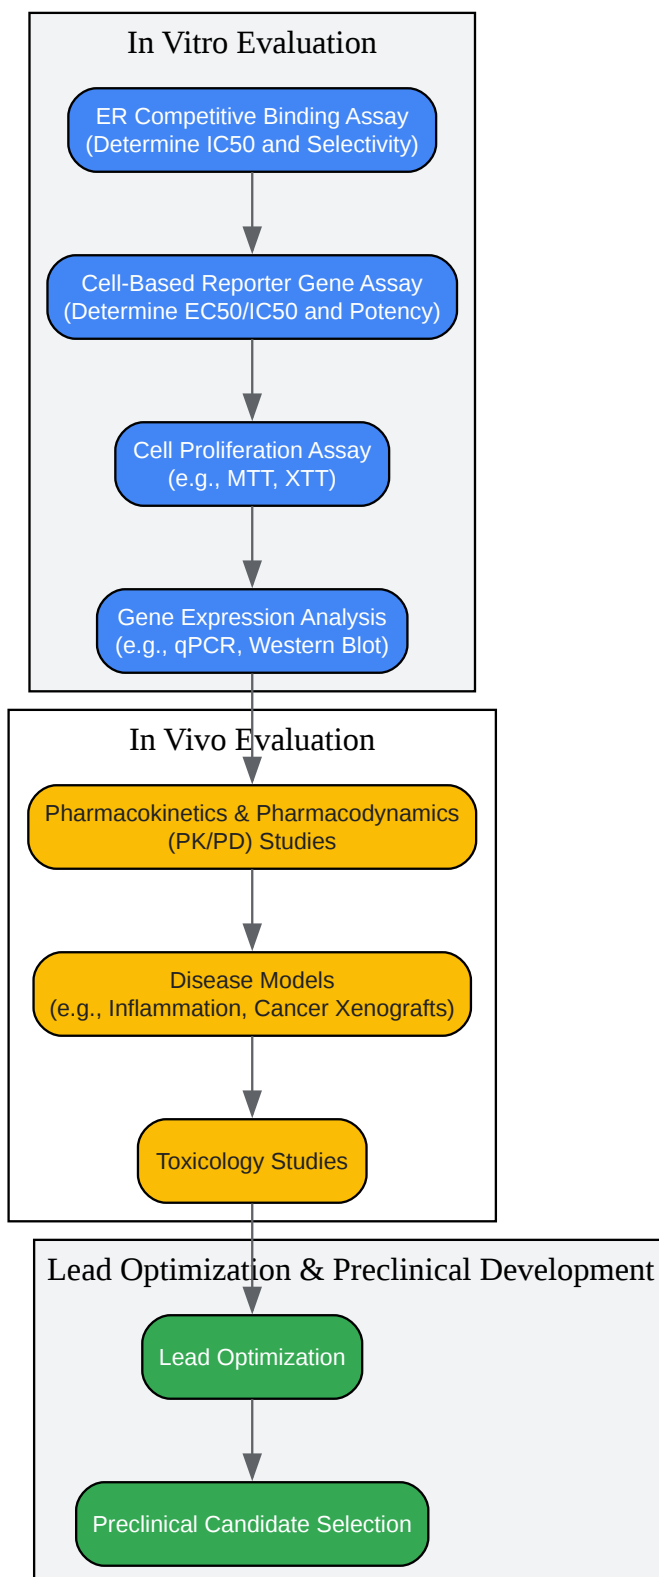 In Vitro Evaluation
ER Competitive Binding Assay
(Determine IC50 and Selectivity)
Cell-Based Reporter Gene Assay
(Determine EC50/IC50 and Potency)
Cell Proliferation Assay
(e.g., MTT, XTT)
Gene Expression Analysis
(e.g., qPCR, Western Blot)
In Vivo Evaluation
Pharmacokinetics & Pharmacodynamics
(PK/PD) Studies
Disease Models
(e.g., Inflammation, Cancer Xenografts)
Toxicology Studies
Lead Optimization & Preclinical Development
Lead Optimization
Preclinical Candidate Selection